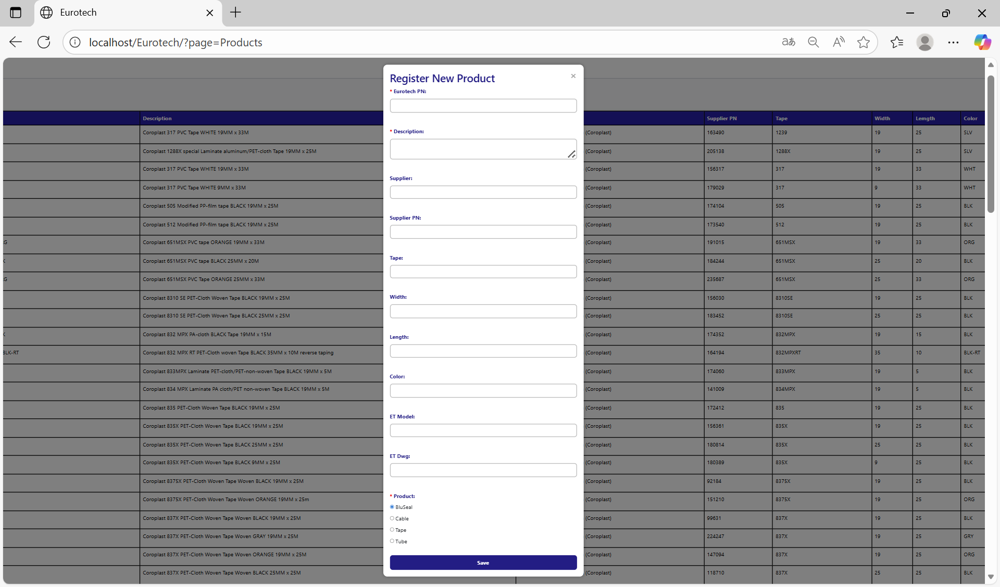 Eurotech
localhost/Eurotech/?page=Products
Register New Product
* Eurotech PN:
* Description:
Supplier:
Supplier PN:
Tape:
Width:
Length:
Color:
ET Model:
ET Dwg:
* Product:
BluSeal
Cable
Tape
Tube
Save
Description Supplier PN Tape Width Lemgth Color
Coroplast 317 PVC Tape WHITE 19MM x 33M (Coroplast) 163490 1239 19 25 SLV
Coroplast 1288X special Laminate aluminum/PET-cloth Tape 19MM x 25M (Coroplast) 205138 1288X 19 25 SLV
Coroplast 317 PVC Tape WHITE 19MM x 33M (Coroplast) 156317 317 19 33 WHT
Coroplast 317 PVC Tape WHITE 9MM x 33M (Coroplast) 179029 317 9 33 WHT
Coroplast 505 Modified PP-film tape BLACK 19MM x 25M (Coroplast) 174104 505 19 25 BLK
Coroplast 512 Modified PP-film tape BLACK 19MM x 25M (Coroplast) 173540 512 19 25 BLK
Coroplast 651MSX PVC tape ORANGE 19MM x 33M (Coroplast) 191015 651MSX 19 33 ORG
Coroplast 651MSX PVC tape BLACK 25MM x 20M (Coroplast) 184244 651MSX 25 20 BLK
Coroplast 651MSX PVC Tape ORANGE 25MM x 33M (Coroplast) 235687 651MSX 25 33 ORG
Coroplast 8310 SE PET-Cloth Woven Tape BLACK 19MM x 25M (Coroplast) 156030 8310SE 19 25 BLK
Coroplast 8310 SE PET-Cloth Woven Tape BLACK 25MM x 25M (Coroplast) 183452 8310SE 25 25 BLK
Coroplast 832 MPX PA-cloth BLACK Tape 19MM x 15M (Coroplast) 174352 832MPX 19 15 BLK
BLK-RT Coroplast 832 MPX RT PET-Cloth woven Tape BLACK 35MM x 10M reverse taping (Coroplast) 164194 832MPXRT 35 10 BLK-RT
Coroplast 833MPX Laminate PET-cloth/PET-non-woven Tape BLACK 19MM x 5M (Coroplast) 174060 833MPX 19 5 BLK
Coroplast 834 MPX Laminate PA cloth/PET non-woven Tape BLACK 19MM x 5M (Coroplast) 141009 834MPX 19 5 BLK
Coroplast 835 PET-Cloth Woven Tape BLACK 19MM x 25M (Coroplast) 172412 835 19 25 BLK
Coroplast 835X PET-Cloth Woven Tape BLACK 19MM x 25M (Coroplast) 156361 835X 19 25 BLK
Coroplast 835X PET-Cloth Woven Tape BLACK 25MM x 25M (Coroplast) 180814 835X 25 25 BLK
Coroplast 835X PET-Cloth Woven Tape BLACK 9MM x 25M (Coroplast) 180389 835X 9 25 BLK
Coroplast 8375X PET-Cloth Woven Tape Woven BLACK 19MM x 25M (Coroplast) 92184 8375X 19 25 BLK
Coroplast 8375X PET-Cloth Woven Tape Woven ORANGE 19MM x 25m (Coroplast) 151210 8375X 19 25 ORG
Coroplast 837X PET-Cloth Woven Tape Woven BLACK 19MM x 25M (Coroplast) 99631 837X 19 25 BLK
Coroplast 837X PET-Cloth Woven Tape Woven GRAY 19MM x 25M (Coroplast) 224247 837X 19 25 GRY
Coroplast 837X PET-Cloth Woven Tape Woven ORANGE 19MM x 25M (Coroplast) 147094 837X 19 25 ORG
Coroplast 837X PET-Cloth Woven Tape Woven BLACK 25MM x 25M (Coroplast) 118710 837X 25 25 BLK